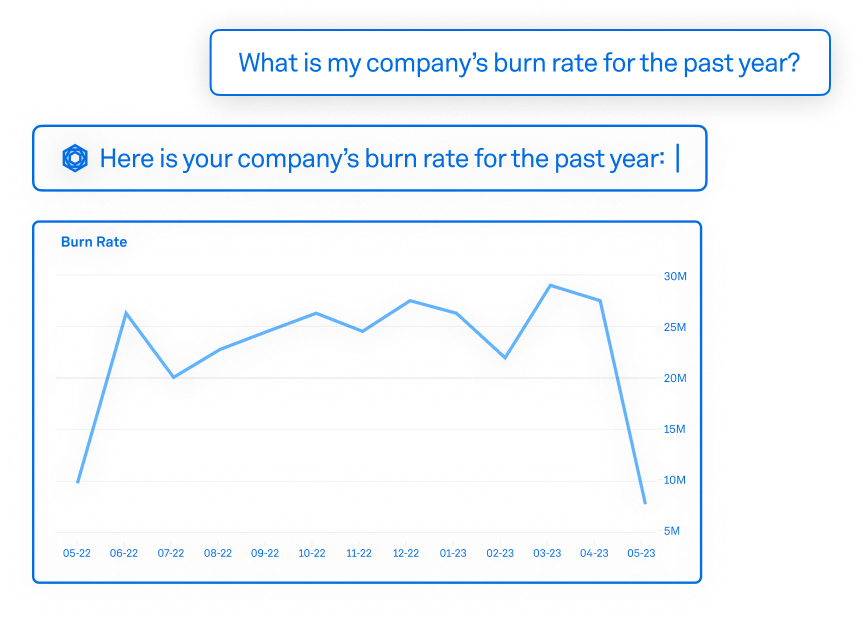 What is my company’s burn rate for the past year?
Here is your company’s burn rate for the past year:
Burn Rate
30M
25M
20M
15M
10M
5M
05-22 06-22 07-22 08-22 09-22 10-22 11-22 12-22 01-23 02-23 03-23 04-23 05-23